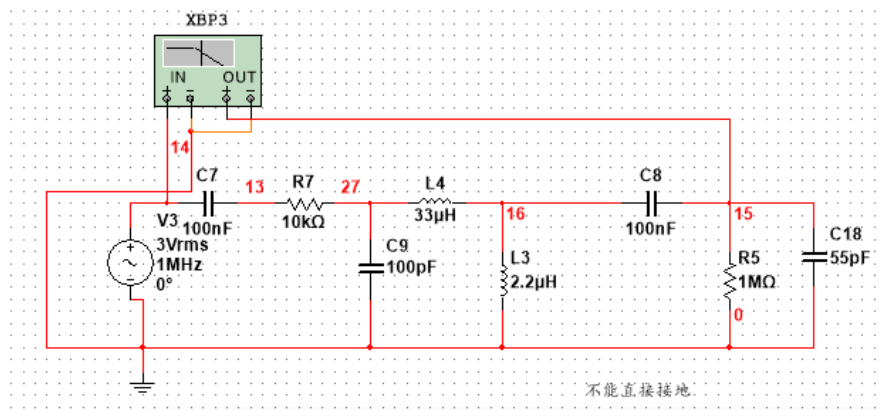 XBP3
IN OUT
+ − + −
14
C7
100nF
13
R7
10kΩ
27
L4
33µH
16
C8
100nF
15
V3
3Vrms
1MHz
0°
C9
100pF
L3
2.2µH
R5
1MΩ
0
C18
55pF
不能直接接地